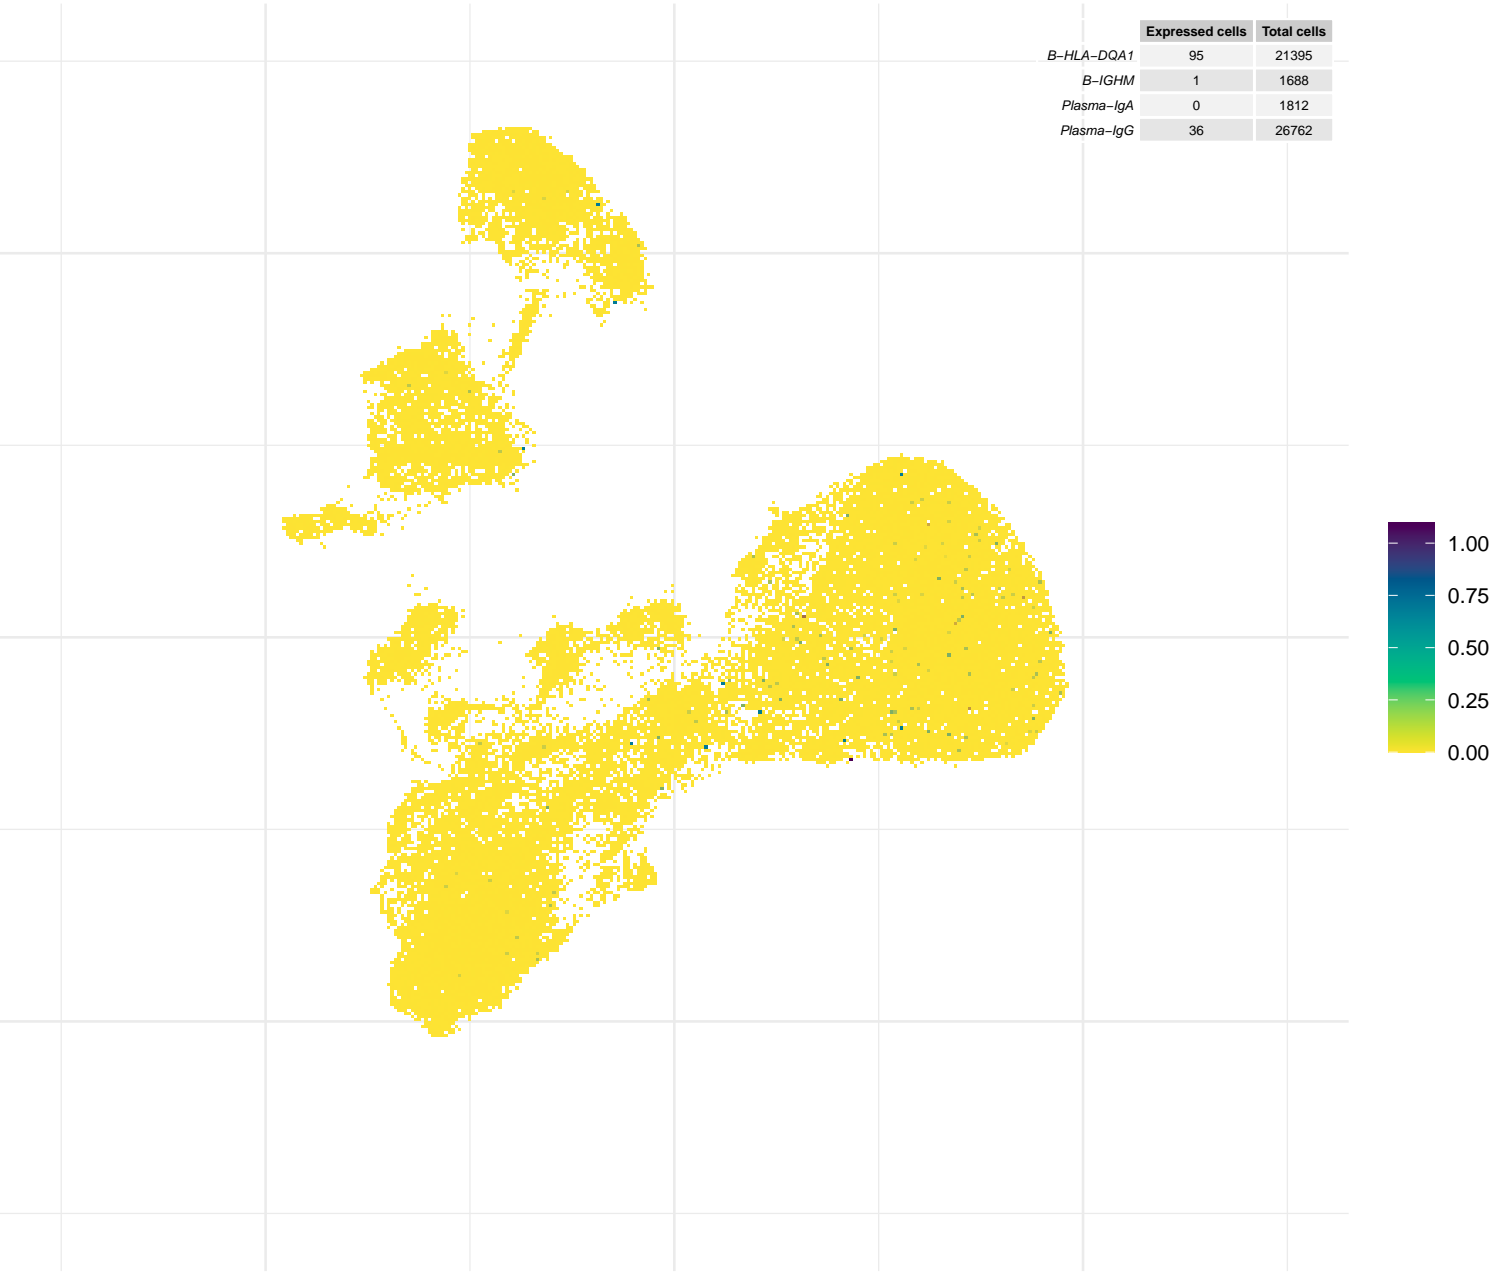 Expressed cells Total cells
B−HLA−DQA1 95 21395
B−IGHM 1 1688
Plasma−IgA 0 1812
Plasma−IgG 36 26762
1.00
0.75
0.50
0.25
0.00